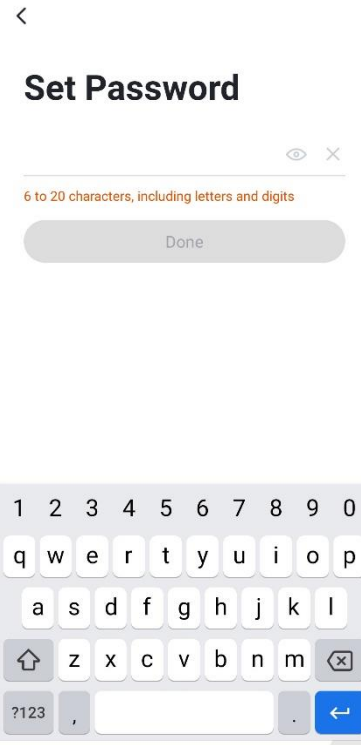 Set Password
6 to 20 characters, including letters and digits
Done
1 2 3 4 5 6 7 8 9 0
q w e r t y u i o p
a s d f g h j k l
z x c v b n m
?123 , .